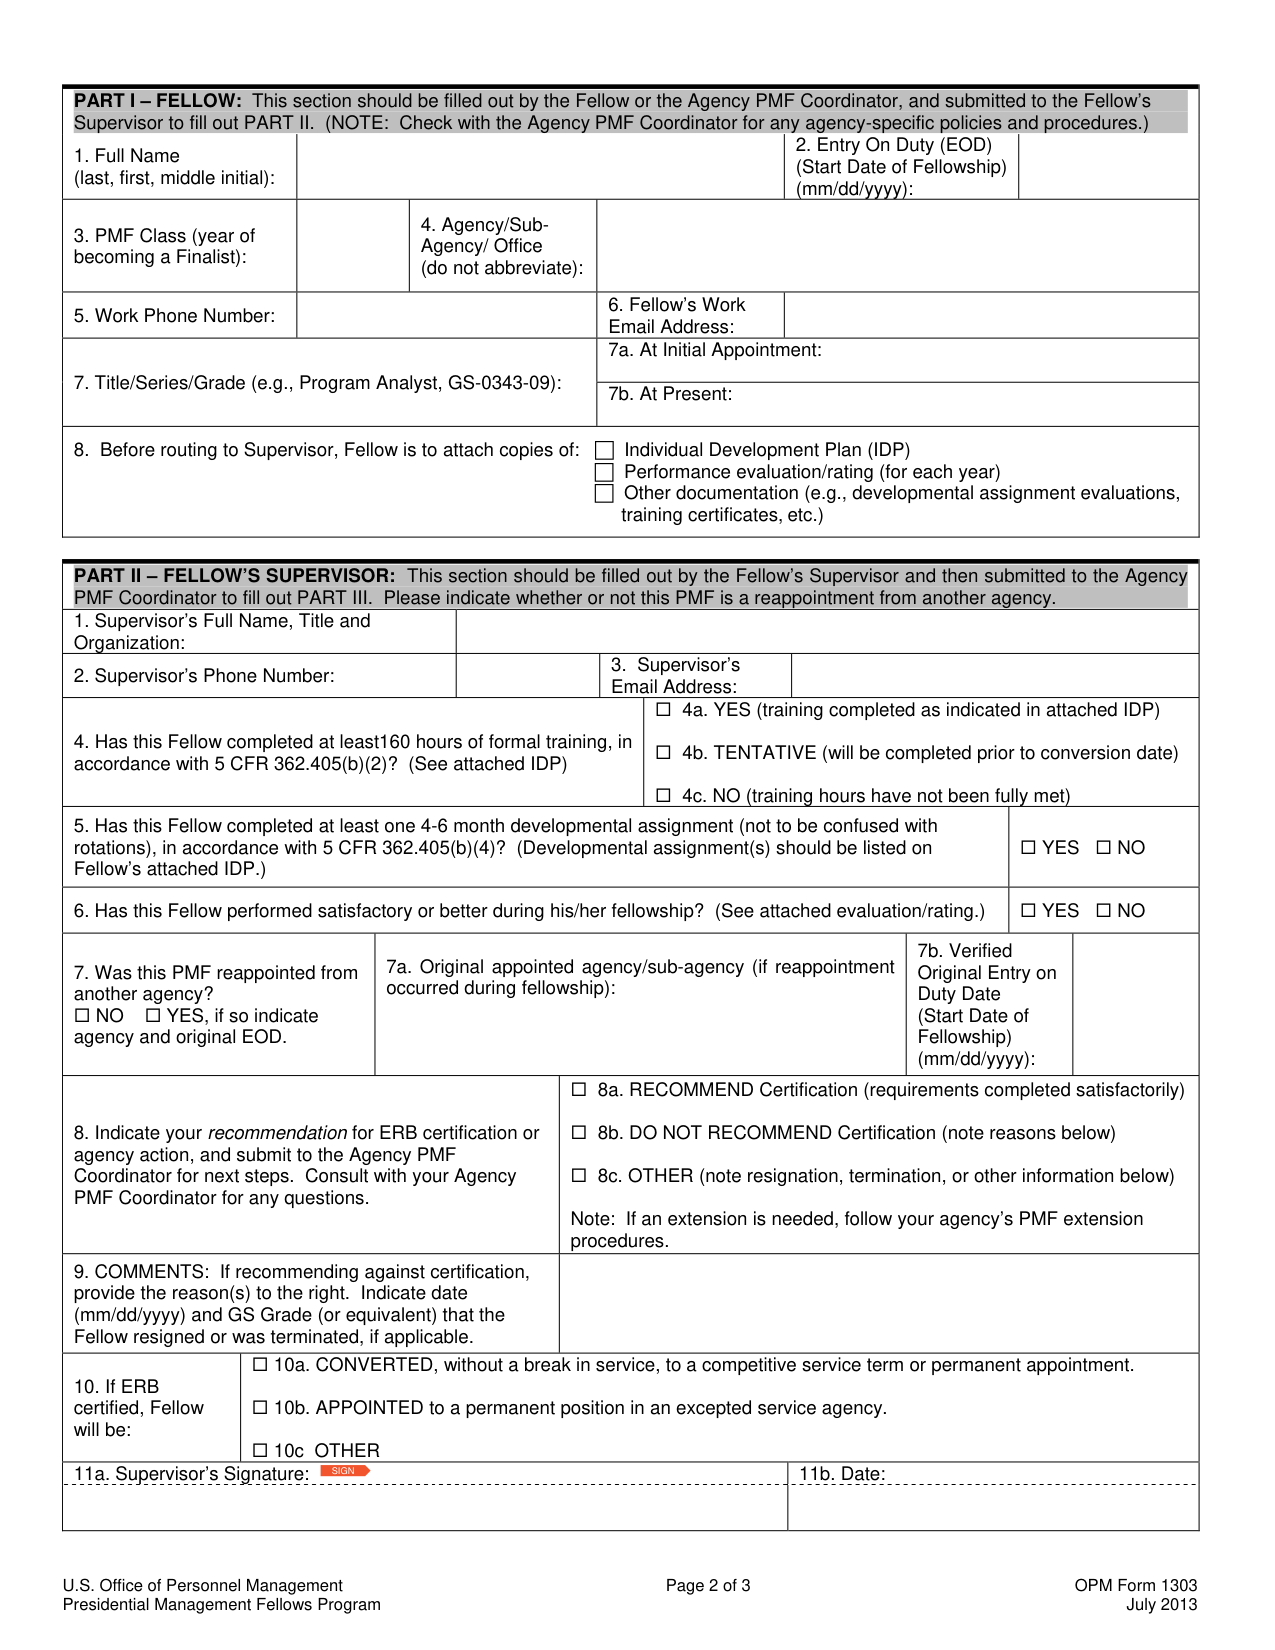 PART I – FELLOW: This section should be filled out by the Fellow or the Agency PMF Coordinator, and submitted to the Fellow's
Supervisor to fill out PART II. (NOTE: Check with the Agency PMF Coordinator for any agency-specific policies and procedures.)
1. Full Name
(last, first, middle initial):
2. Entry On Duty (EOD)
(Start Date of Fellowship)
(mm/dd/yyyy):
3. PMF Class (year of
becoming a Finalist):
4. Agency/Sub-
Agency/ Office
(do not abbreviate):
5. Work Phone Number:
6. Fellow's Work
Email Address:
7. Title/Series/Grade (e.g., Program Analyst, GS-0343-09):
7a. At Initial Appointment:
7b. At Present:
8. Before routing to Supervisor, Fellow is to attach copies of:
☐ Individual Development Plan (IDP)
☐ Performance evaluation/rating (for each year)
☐ Other documentation (e.g., developmental assignment evaluations,
training certificates, etc.)
PART II – FELLOW'S SUPERVISOR: This section should be filled out by the Fellow's Supervisor and then submitted to the Agency
PMF Coordinator to fill out PART III. Please indicate whether or not this PMF is a reappointment from another agency.
1. Supervisor's Full Name, Title and
Organization:
2. Supervisor's Phone Number:
3. Supervisor's
Email Address:
4. Has this Fellow completed at least160 hours of formal training, in
accordance with 5 CFR 362.405(b)(2)? (See attached IDP)
☐ 4a. YES (training completed as indicated in attached IDP)
☐ 4b. TENTATIVE (will be completed prior to conversion date)
☐ 4c. NO (training hours have not been fully met)
5. Has this Fellow completed at least one 4-6 month developmental assignment (not to be confused with
rotations), in accordance with 5 CFR 362.405(b)(4)? (Developmental assignment(s) should be listed on
Fellow's attached IDP.)
☐ YES ☐ NO
6. Has this Fellow performed satisfactory or better during his/her fellowship? (See attached evaluation/rating.)
☐ YES ☐ NO
7. Was this PMF reappointed from
another agency?
☐ NO ☐ YES, if so indicate
agency and original EOD.
7a. Original appointed agency/sub-agency (if reappointment
occurred during fellowship):
7b. Verified
Original Entry on
Duty Date
(Start Date of
Fellowship)
(mm/dd/yyyy):
8. Indicate your recommendation for ERB certification or
agency action, and submit to the Agency PMF
Coordinator for next steps. Consult with your Agency
PMF Coordinator for any questions.
☐ 8a. RECOMMEND Certification (requirements completed satisfactorily)
☐ 8b. DO NOT RECOMMEND Certification (note reasons below)
☐ 8c. OTHER (note resignation, termination, or other information below)
Note: If an extension is needed, follow your agency's PMF extension
procedures.
9. COMMENTS: If recommending against certification,
provide the reason(s) to the right. Indicate date
(mm/dd/yyyy) and GS Grade (or equivalent) that the
Fellow resigned or was terminated, if applicable.
10. If ERB
certified, Fellow
will be:
☐ 10a. CONVERTED, without a break in service, to a competitive service term or permanent appointment.
☐ 10b. APPOINTED to a permanent position in an excepted service agency.
☐ 10c OTHER
11a. Supervisor's Signature: SIGN
11b. Date:
U.S. Office of Personnel Management
Presidential Management Fellows Program
Page 2 of 3
OPM Form 1303
July 2013